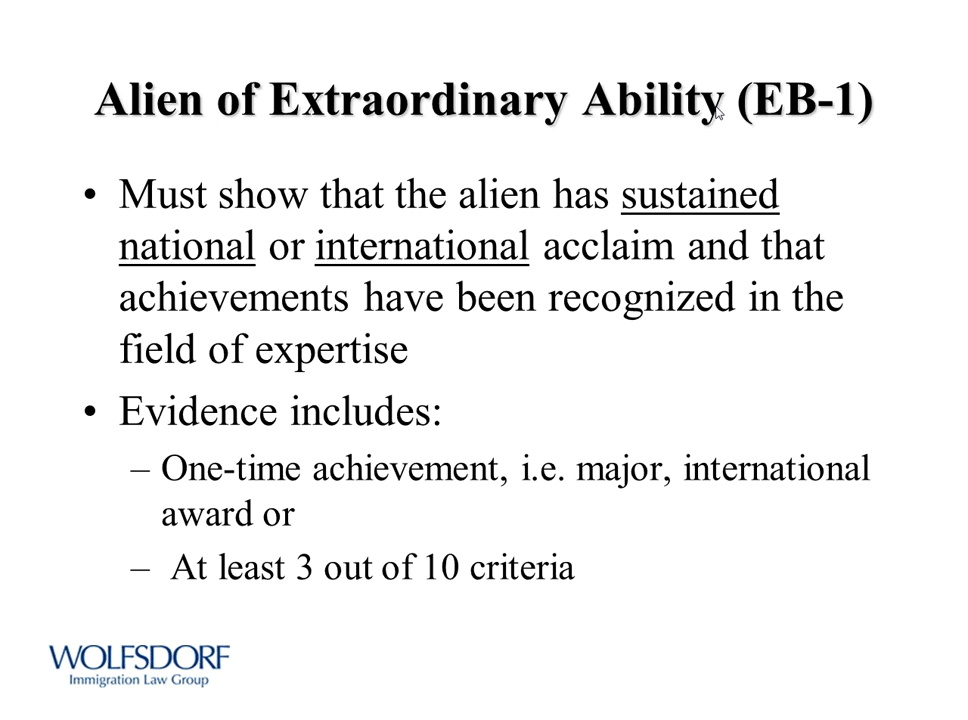 Alien of Extraordinary Ability (EB-1)
• Must show that the alien has sustained
national or international acclaim and that
achievements have been recognized in the
field of expertise
• Evidence includes:
– One-time achievement, i.e. major, international
award or
– At least 3 out of 10 criteria
WOLFSDORF
Immigration Law Group